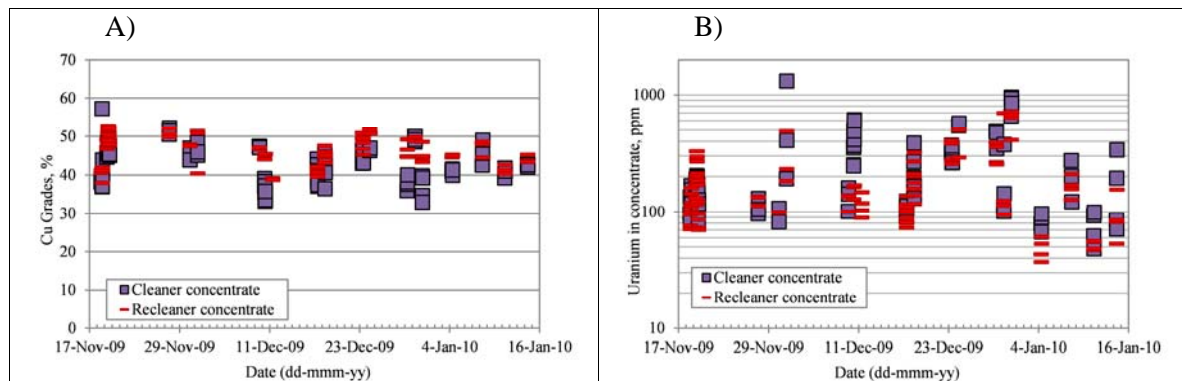 A)
70
60
50
40
30
20
10
0
Cu Grades, %
Cleaner concentrate
Recleaner concentrate
17-Nov-09 29-Nov-09 11-Dec-09 23-Dec-09 4-Jan-10 16-Jan-10
Date (dd-mmm-yy)
B)
1000
100
10
Uranium in concentrate, ppm
Cleaner concentrate
Recleaner concentrate
17-Nov-09 29-Nov-09 11-Dec-09 23-Dec-09 4-Jan-10 16-Jan-10
Date (dd-mmm-yy)